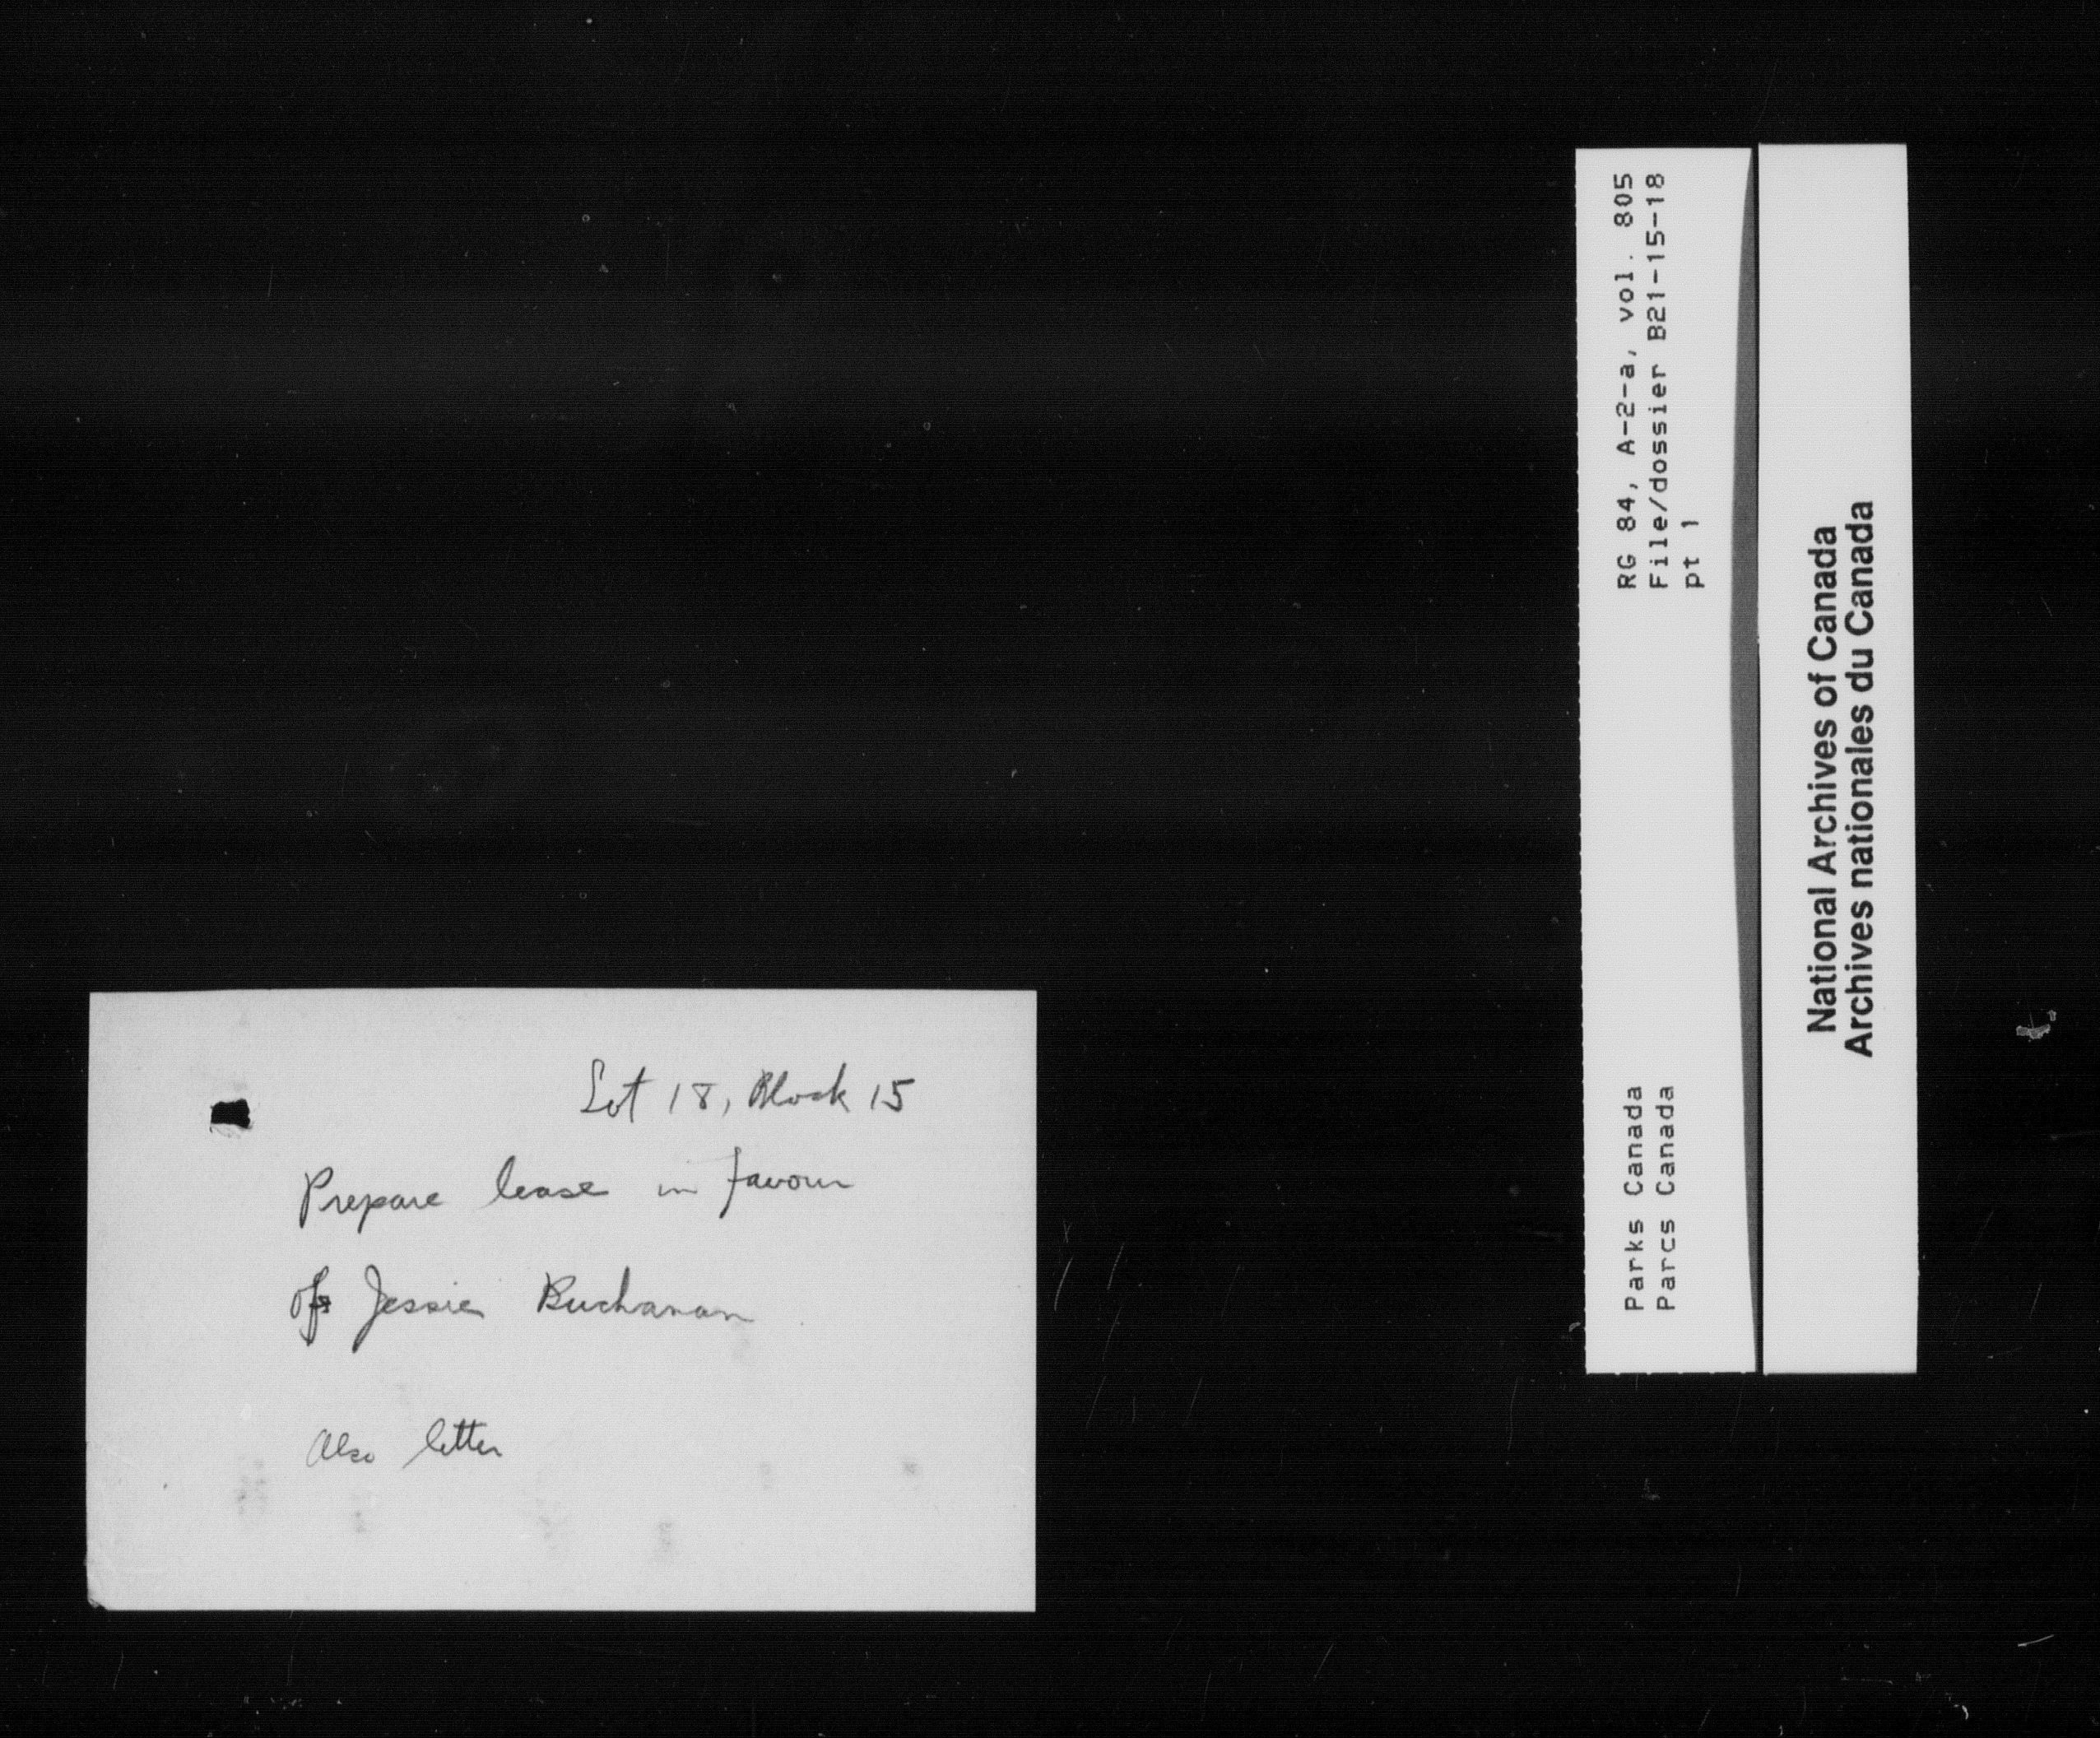 Lot 18, Block 15
Prepare lease in favour
of Jessie Buchanan
Also letter
RG 84, A-2-a, vol. 805
File/dossier B21-15-18
pt 1
Parks Canada
Parcs Canada
National Archives of Canada
Archives nationales du Canada